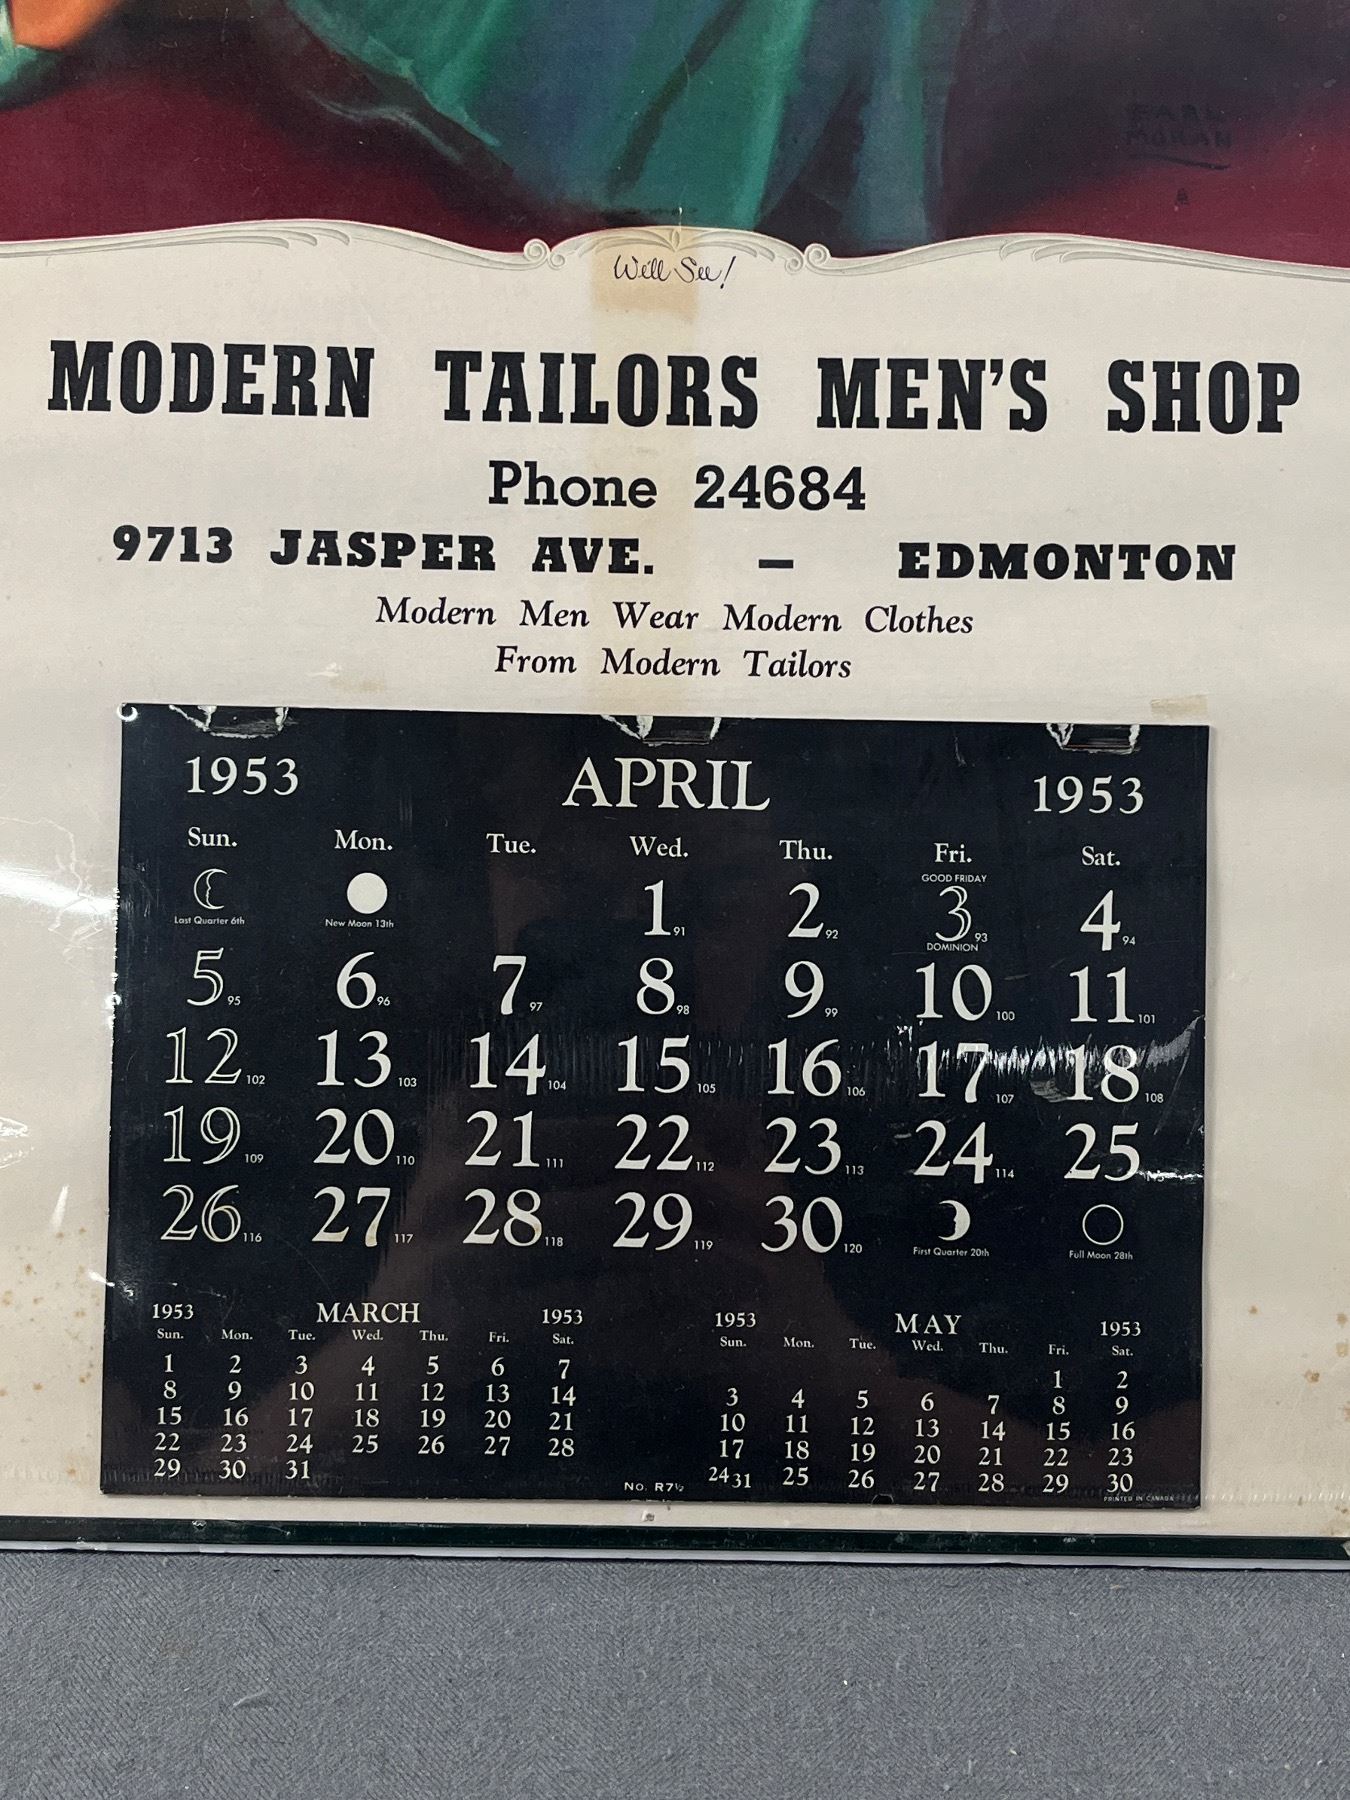 EARL
MORAN
We'll See!
MODERN TAILORS MEN'S SHOP
Phone 24684
9713 JASPER AVE. — EDMONTON
Modern Men Wear Modern Clothes
From Modern Tailors
1953 APRIL 1953
Sun. Mon. Tue. Wed. Thu. Fri. Sat.
GOOD FRIDAY
1 91 2 92 3 93 4 94
Last Quarter 6th New Moon 13th DOMINION
5 95 6 96 7 97 8 98 9 99 10 100 11 101
12 102 13 103 14 104 15 105 16 106 17 107 18 108
19 109 20 110 21 111 22 112 23 113 24 114 25 115
26 116 27 117 28 118 29 119 30 120
First Quarter 20th Full Moon 28th
1953 MARCH 1953
Sun. Mon. Tue. Wed. Thu. Fri. Sat.
1 2 3 4 5 6 7
8 9 10 11 12 13 14
15 16 17 18 19 20 21
22 23 24 25 26 27 28
29 30 31
1953 MAY 1953
Sun. Mon. Tue. Wed. Thu. Fri. Sat.
1 2
3 4 5 6 7 8 9
10 11 12 13 14 15 16
17 18 19 20 21 22 23
24 31 25 26 27 28 29 30
No. R7½
PRINTED IN CANADA